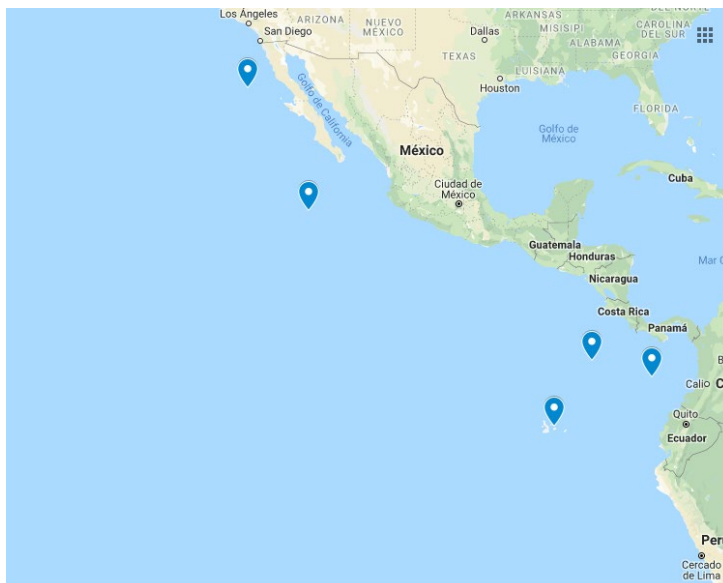 Los Ángeles
ARIZONA
NUEVO
MÉXICO
Dallas
ARKANSAS
MISISIPI
CAROLINA
DEL SUR
San Diego
TEXAS
ALABAMA
GEORGIA
LUISIANA
Houston
Golfo de
California
FLORIDA
Golfo de
México
México
Cuba
Ciudad de
México
Guatemala
Honduras
Mar C
Nicaragua
Costa Rica
Panamá
B
Cali
C
Quito
Ecuador
Per
Cercado
de Lima